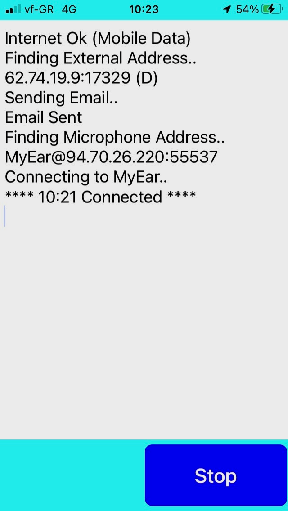 vf-GR 4G 10:23 54%
Internet Ok (Mobile Data)
Finding External Address..
62.74.19.9:17329 (D)
Sending Email..
Email Sent
Finding Microphone Address..
MyEar@94.70.26.220:55537
Connecting to MyEar..
**** 10:21 Connected ****
Stop